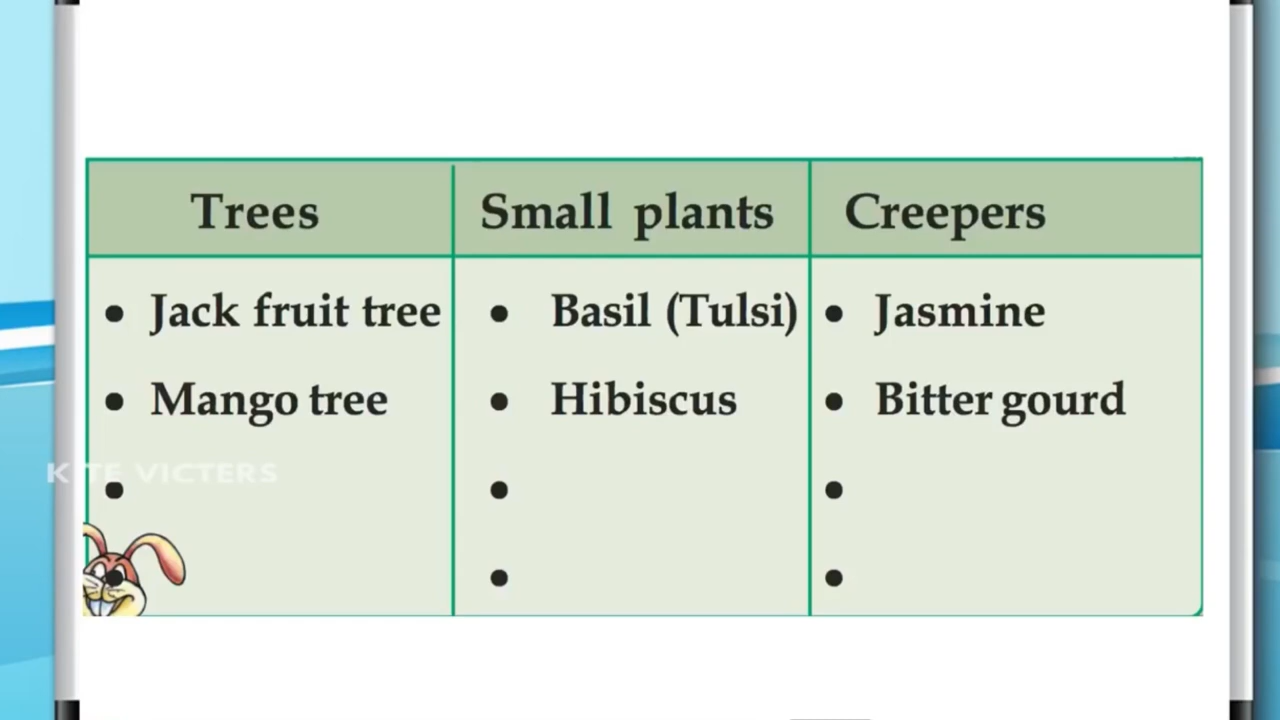 Trees Small plants Creepers
• Jack fruit tree • Basil (Tulsi) • Jasmine
• Mango tree • Hibiscus • Bitter gourd
KITE VICTERS
• • •
• • •